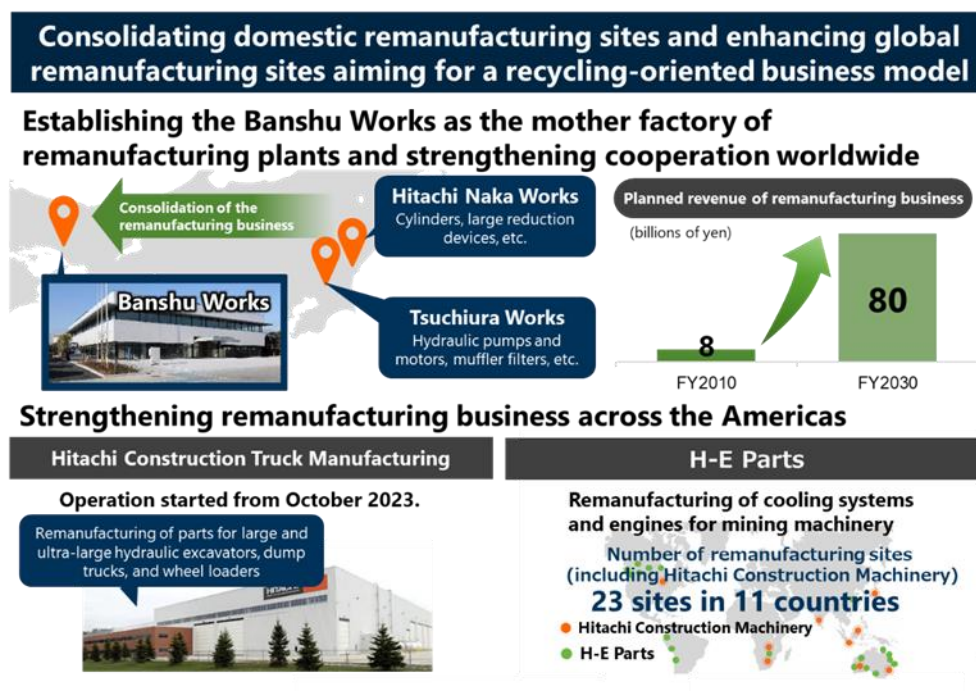 Consolidating domestic remanufacturing sites and enhancing global
remanufacturing sites aiming for a recycling-oriented business model
Establishing the Banshu Works as the mother factory of
remanufacturing plants and strengthening cooperation worldwide
Consolidation of the
remanufacturing business
Hitachi Naka Works
Cylinders, large reduction
devices, etc.
Banshu Works
Tsuchiura Works
Hydraulic pumps and
motors, muffler filters, etc.
Planned revenue of remanufacturing business
(billions of yen)
8
80
FY2010
FY2030
Strengthening remanufacturing business across the Americas
Hitachi Construction Truck Manufacturing
Operation started from October 2023.
Remanufacturing of parts for large and
ultra-large hydraulic excavators, dump
trucks, and wheel loaders
HITACHI
H-E Parts
Remanufacturing of cooling systems
and engines for mining machinery
Number of remanufacturing sites
(including Hitachi Construction Machinery)
23 sites in 11 countries
Hitachi Construction Machinery
H-E Parts